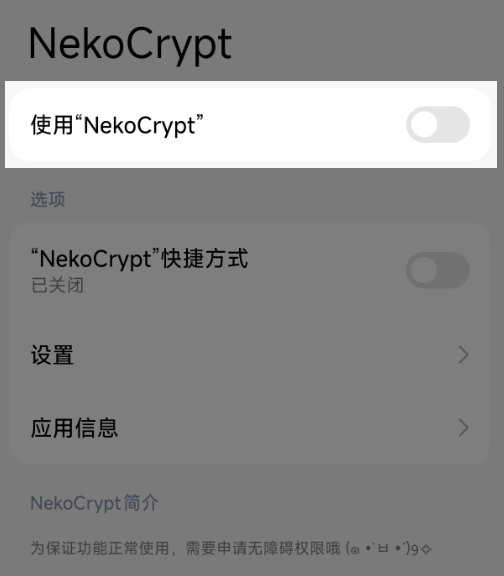 NekoCrypt
使用“NekoCrypt”
选项
“NekoCrypt”快捷方式
已关闭
设置
应用信息
NekoCrypt简介
为保证功能正常使用，需要申请无障碍权限哦 (๑ •̀ㅂ•́)و✧